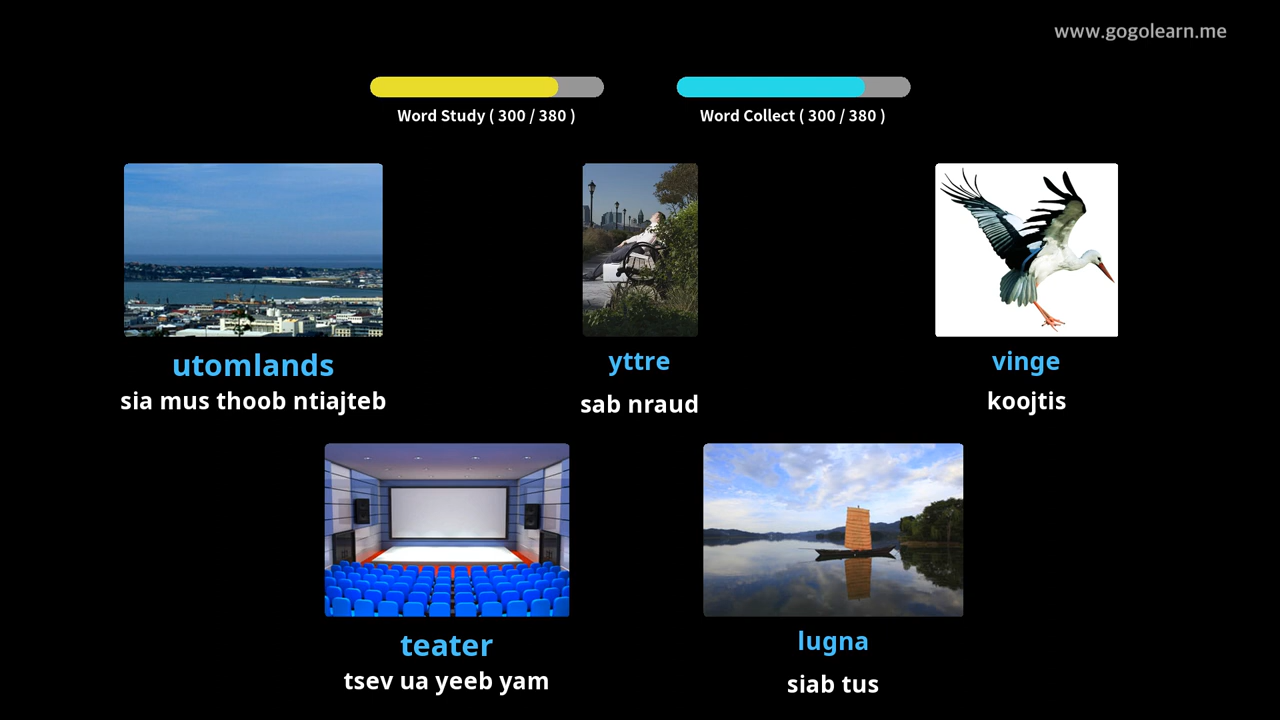 www.gogolearn.me
Word Study ( 300 / 380 )
Word Collect ( 300 / 380 )
utomlands
sia mus thoob ntiajteb
yttre
sab nraud
vinge
koojtis
teater
tsev ua yeeb yam
lugna
siab tus